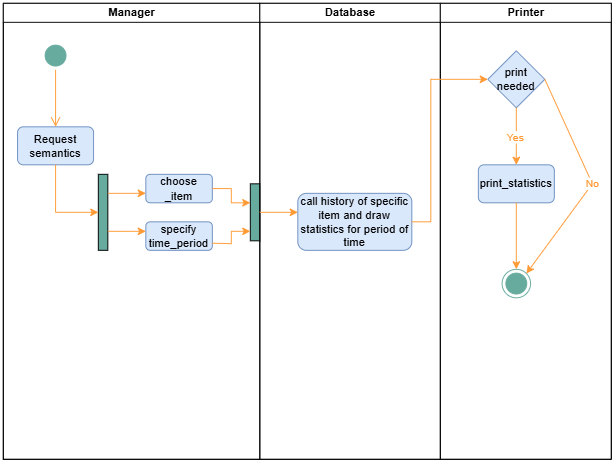 Manager
Database
Printer
Request
semantics
choose
_item
specify
time_period
call history of specific
item and draw
statistics for period of
time
print
needed
Yes
print_statistics
No